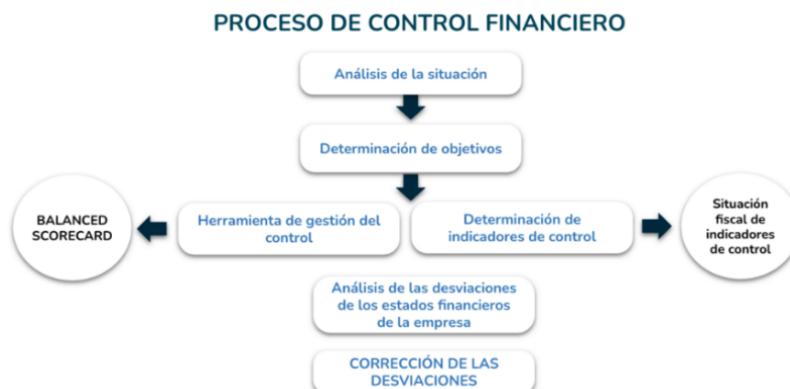 PROCESO DE CONTROL FINANCIERO
Análisis de la situación
Determinación de objetivos
BALANCED
SCORECARD
Herramienta de gestión del
control
Determinación de
indicadores de control
Situación
fiscal de
indicadores
de control
Análisis de las desviaciones
de los estados financieros
de la empresa
CORRECCIÓN DE LAS
DESVIACIONES